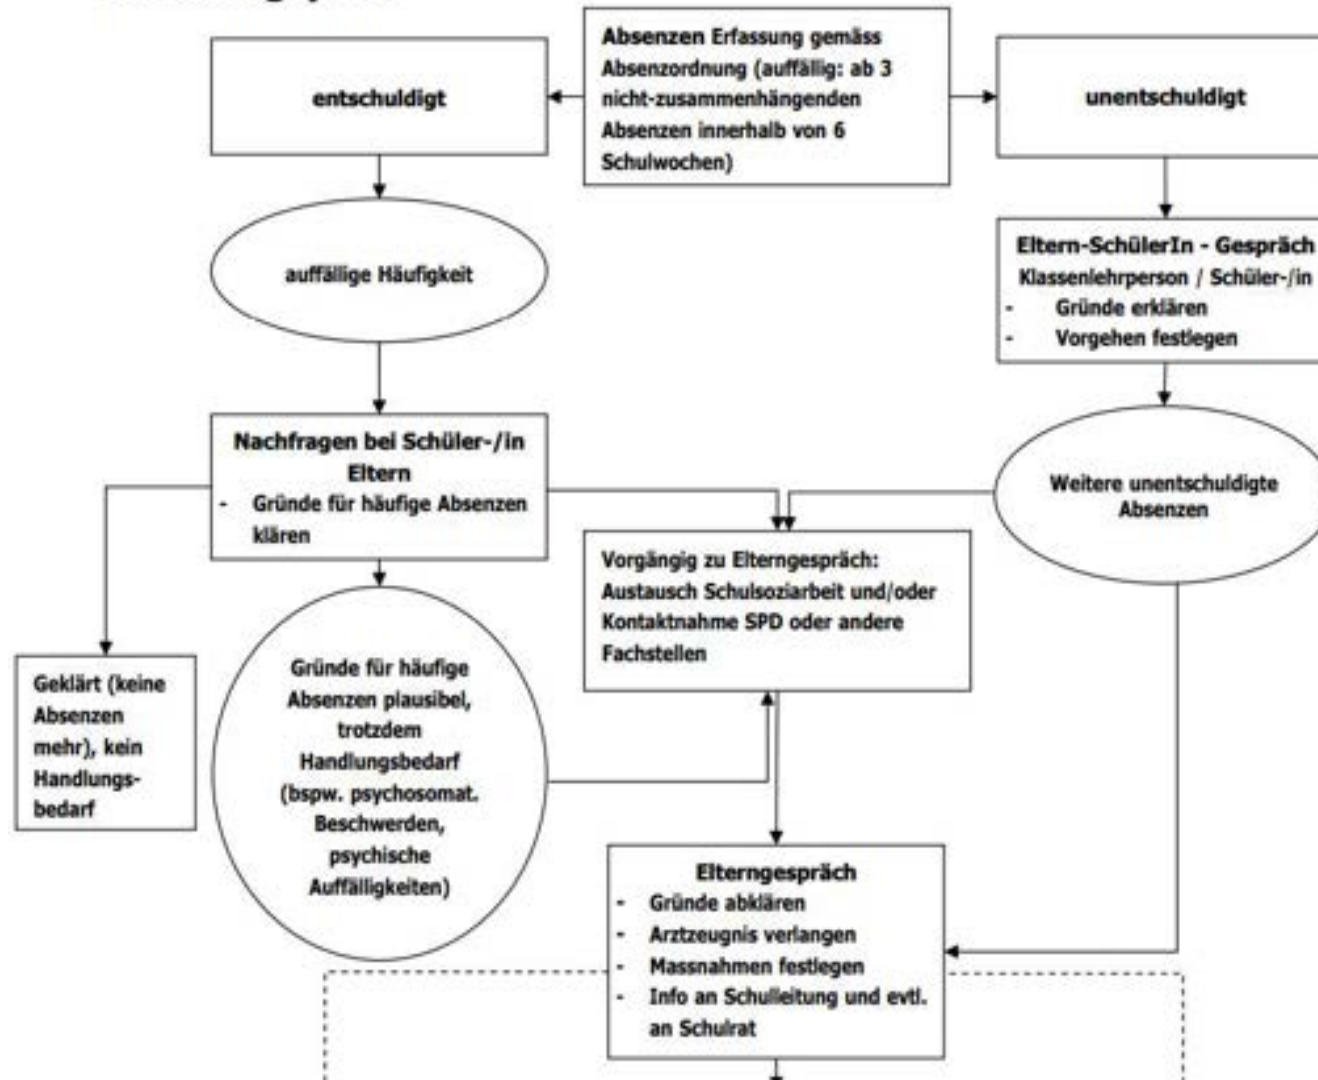 Absenzen Erfassung gemäss
Absenzordnung (auffällig: ab 3
nicht-zusammenhängenden
Absenzen innerhalb von 6
Schulwochen)
entschuldigt
unentschuldigt
auffällige Häufigkeit
Eltern-SchülerIn - Gespräch
Klassenlehrperson / Schüler-/in
- Gründe erklären
- Vorgehen festlegen
Nachfragen bei Schüler-/in
Eltern
- Gründe für häufige Absenzen
klären
Weitere unentschuldigte
Absenzen
Vorgängig zu Elterngespräch:
Austausch Schulsoziarbeit und/oder
Kontaktnahme SPD oder andere
Fachstellen
Geklärt (keine
Absenzen
mehr), kein
Handlungs-
bedarf
Gründe für häufige
Absenzen plausibel,
trotzdem
Handlungsbedarf
(bspw. psychosomat.
Beschwerden,
psychische
Auffälligkeiten)
Elterngespräch
- Gründe abklären
- Arztzeugnis verlangen
- Massnahmen festlegen
- Info an Schulleitung und evtl.
an Schulrat